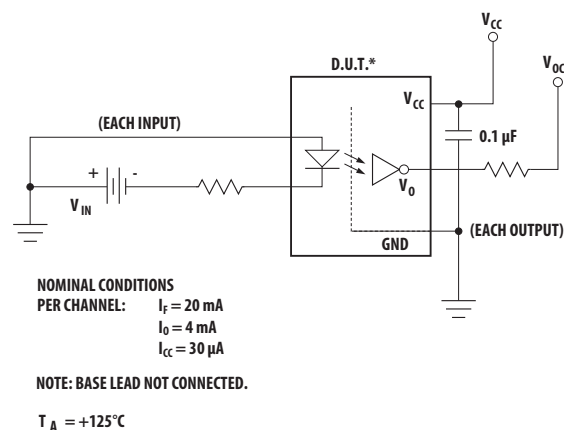 V_CC
D.U.T.*
V_OC
V_CC
(EACH INPUT)
0.1 µF
+ -
V_IN
V_O
(EACH OUTPUT)
GND
NOMINAL CONDITIONS
PER CHANNEL: I_F = 20 mA
I_O = 4 mA
I_CC = 30 µA
NOTE: BASE LEAD NOT CONNECTED.
T_A = +125°C